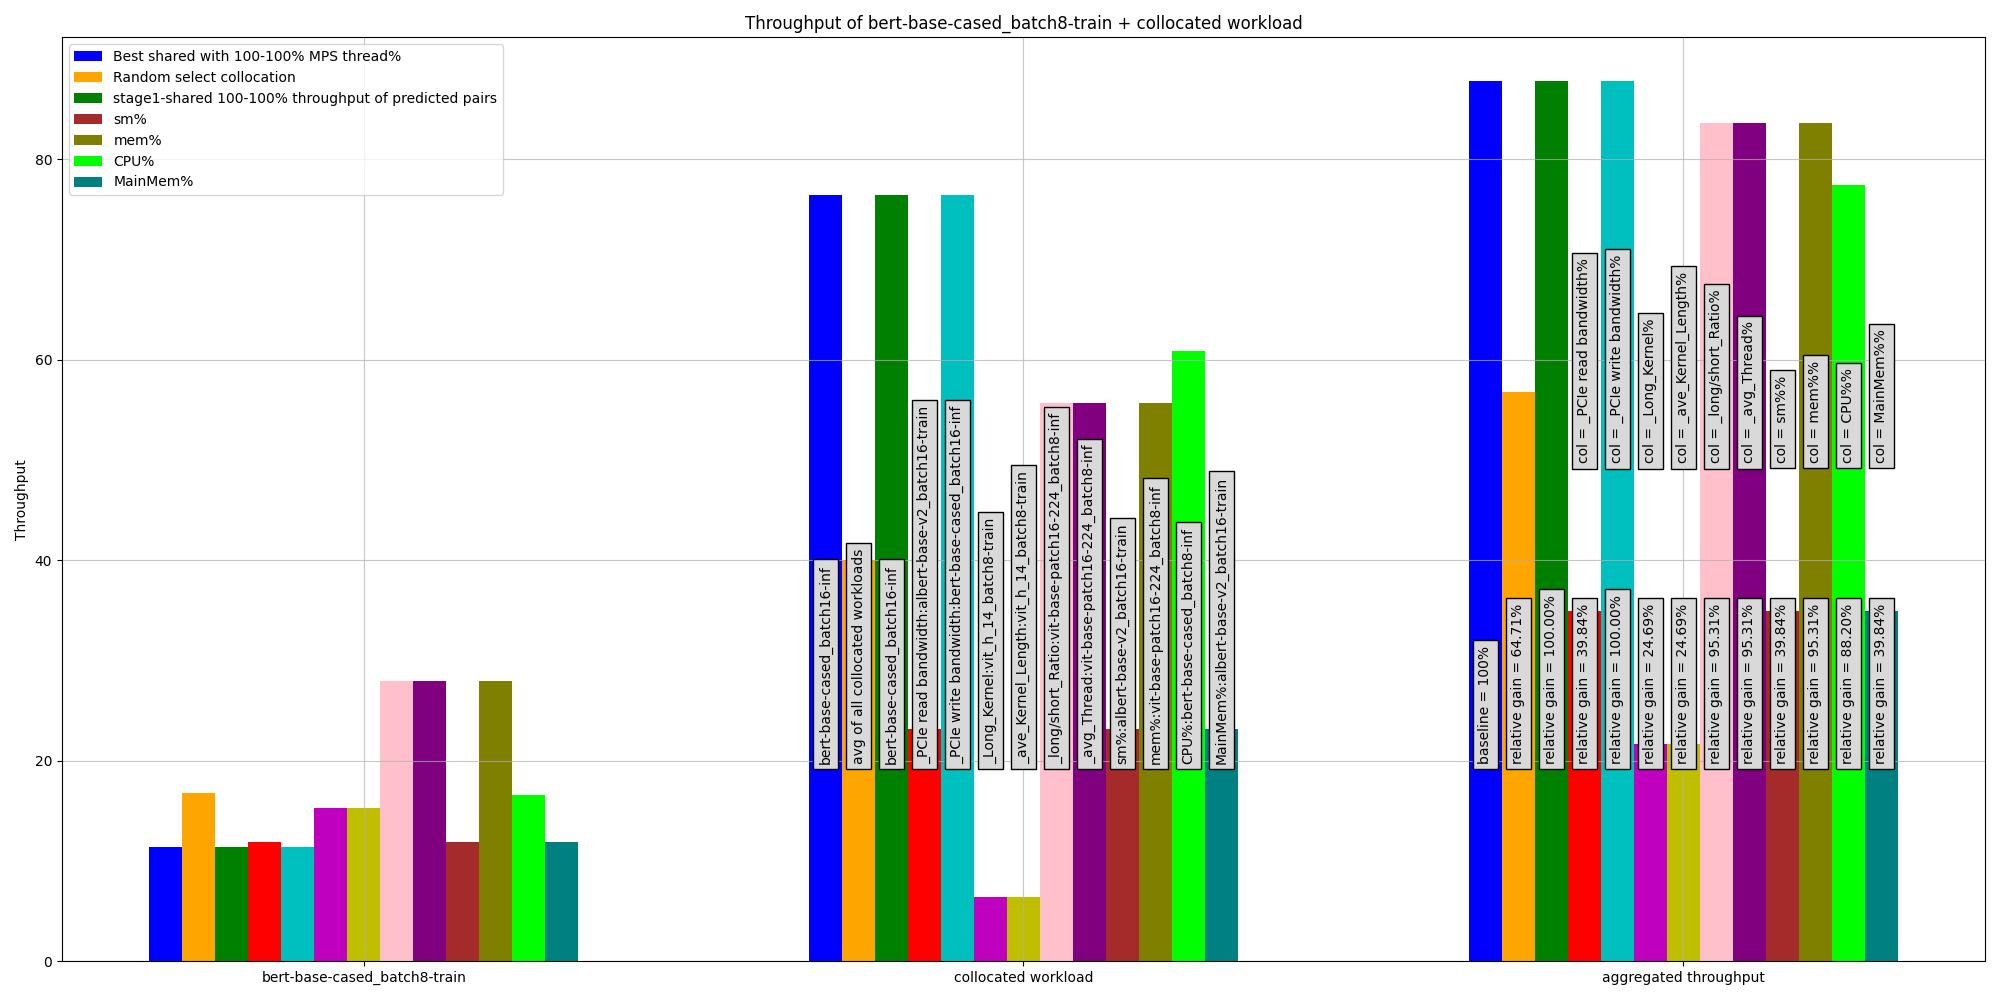 Throughput of bert-base-cased_batch8-train + collocated workload
Best shared with 100-100% MPS thread%
Random select collocation
stage1-shared 100-100% throughput of predicted pairs
sm%
mem%
CPU%
MainMem%
Throughput
80
60
40
20
0
bert-base-cased_batch16-inf
avg of all collocated workloads
bert-base-cased_batch16-inf
_PCIe read bandwidth:albert-base-v2_batch16-train
_PCIe write bandwidth:bert-base-cased_batch16-inf
_Long_Kernel:vit_h_14_batch8-train
_ave_Kernel_Length:vit_h_14_batch8-train
_long/short_Ratio:vit-base-patch16-224_batch8-inf
_avg_Thread:vit-base-patch16-224_batch8-inf
sm%:albert-base-v2_batch16-train
mem%:vit-base-patch16-224_batch8-inf
CPU%:bert-base-cased_batch8-inf
MainMem%:albert-base-v2_batch16-train
col = _PCIe read bandwidth%
col = _PCIe write bandwidth%
col = _Long_Kernel%
col = _ave_Kernel_Length%
col = _long/short_Ratio%
col = _avg_Thread%
col = sm%%
col = mem%%
col = CPU%%
col = MainMem%%
baseline = 100%
relative gain = 64.71%
relative gain = 100.00%
relative gain = 39.84%
relative gain = 100.00%
relative gain = 24.69%
relative gain = 24.69%
relative gain = 95.31%
relative gain = 95.31%
relative gain = 39.84%
relative gain = 95.31%
relative gain = 88.20%
relative gain = 39.84%
bert-base-cased_batch8-train
collocated workload
aggregated throughput